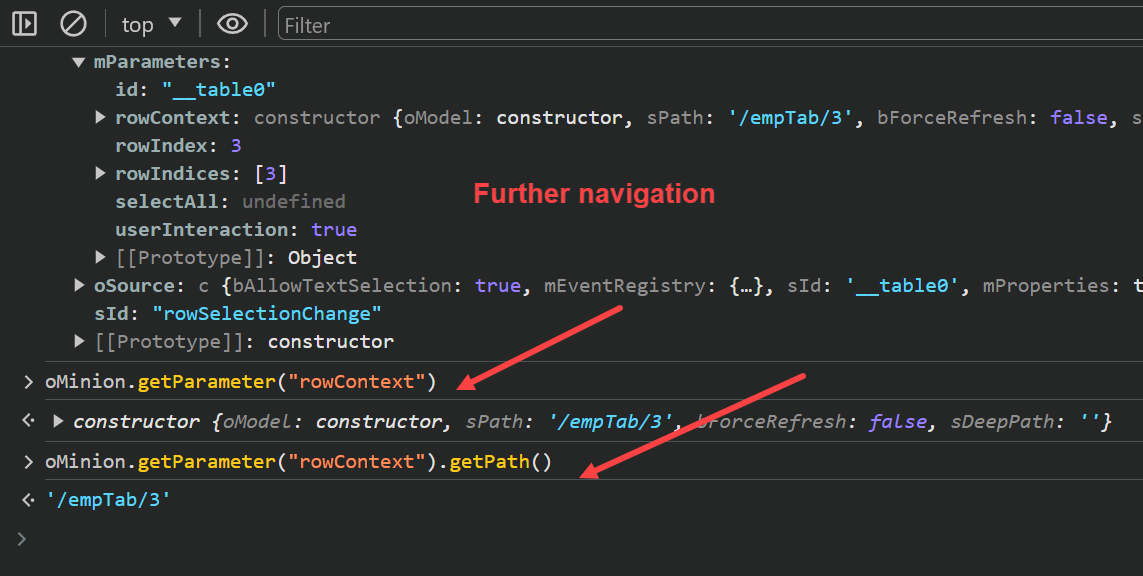 top
Filter
mParameters:
id: "__table0"
rowContext: constructor {oModel: constructor, sPath: '/empTab/3', bForceRefresh: false, s
rowIndex: 3
rowIndices: [3]
selectAll: undefined
Further navigation
userInteraction: true
[[Prototype]]: Object
oSource: c {bAllowTextSelection: true, mEventRegistry: {…}, sId: '__table0', mProperties: t
sId: "rowSelectionChange"
[[Prototype]]: constructor
oMinion.getParameter("rowContext")
constructor {oModel: constructor, sPath: '/empTab/3', bForceRefresh: false, sDeepPath: ''}
oMinion.getParameter("rowContext").getPath()
'/empTab/3'